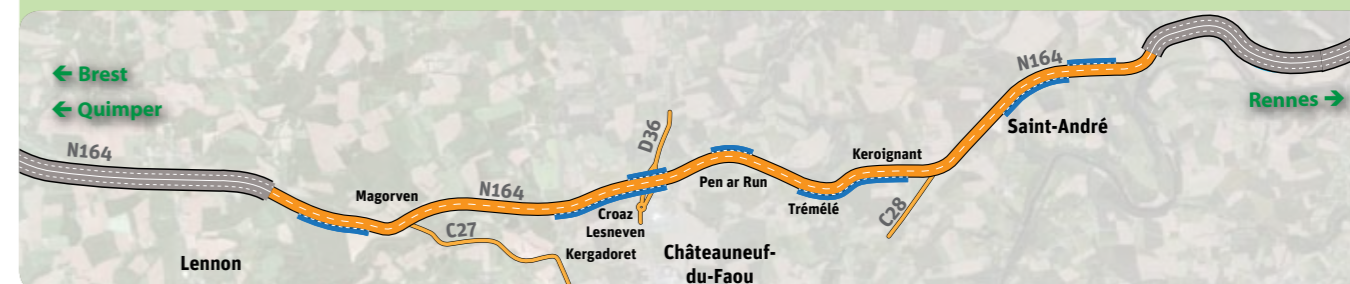 ← Brest
← Quimper
N164
Lennon
Magorven
C27
N164
Kergadoret
Croaz
Lesneven
D36
Châteauneuf-
du-Faou
Pen ar Run
Trémélé
Keroignant
C28
N164
Saint-André
Rennes →